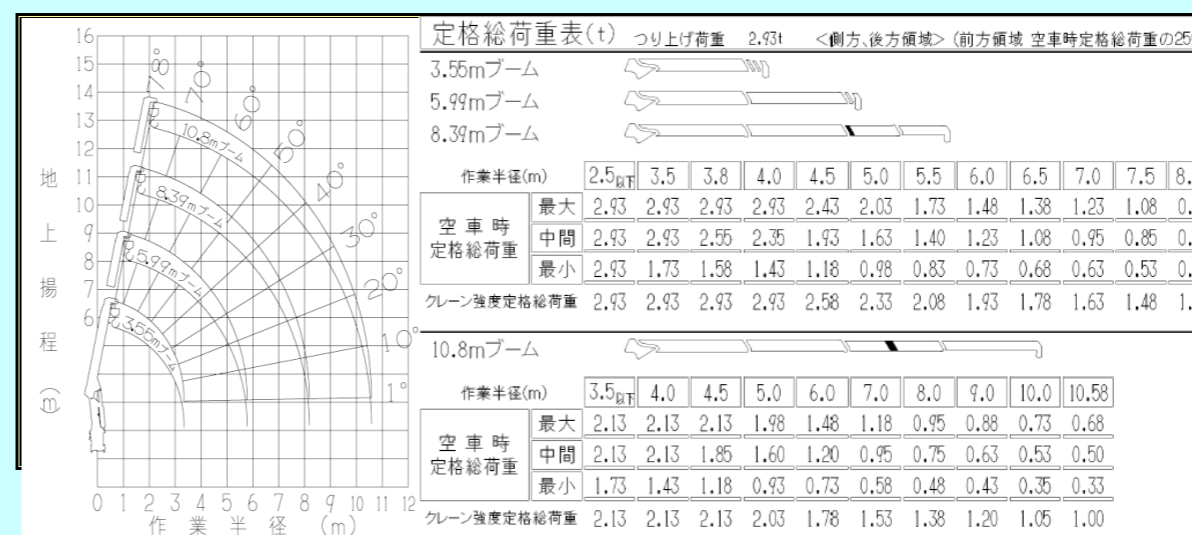 定格総荷重表(t) つり上げ荷重 2.93t <側方、後方領域> (前方領域 空車時定格総荷重の25
3.55mブーム
5.99mブーム
8.39mブーム
作業半径(m) 2.5以下 3.5 3.8 4.0 4.5 5.0 5.5 6.0 6.5 7.0 7.5 8.
空車時定格総荷重
最大 2.93 2.93 2.93 2.93 2.43 2.03 1.73 1.48 1.38 1.23 1.08 0.
中間 2.93 2.93 2.55 2.35 1.93 1.63 1.40 1.23 1.08 0.95 0.85 0.
最小 2.93 1.73 1.58 1.43 1.18 0.98 0.83 0.73 0.68 0.63 0.53 0.
クレーン強度定格総荷重 2.93 2.93 2.93 2.93 2.58 2.33 2.08 1.93 1.78 1.63 1.48 1.
10.8mブーム
作業半径(m) 3.5以下 4.0 4.5 5.0 6.0 7.0 8.0 9.0 10.0 10.58
空車時定格総荷重
最大 2.13 2.13 2.13 1.98 1.48 1.18 0.95 0.88 0.73 0.68
中間 2.13 2.13 1.85 1.60 1.20 0.95 0.75 0.63 0.53 0.50
最小 1.73 1.43 1.18 0.93 0.73 0.58 0.48 0.43 0.35 0.33
クレーン強度定格総荷重 2.13 2.13 2.13 2.03 1.78 1.53 1.38 1.20 1.05 1.00
地上揚程(m)
16
15
14
13
12
11
10
9
8
7
6
78°
70°
60°
50°
40°
30°
20°
10°
1°
10.8mブーム
8.39mブーム
5.99mブーム
3.55mブーム
0 1 2 3 4 5 6 7 8 9 10 11 12
作業半径(m)